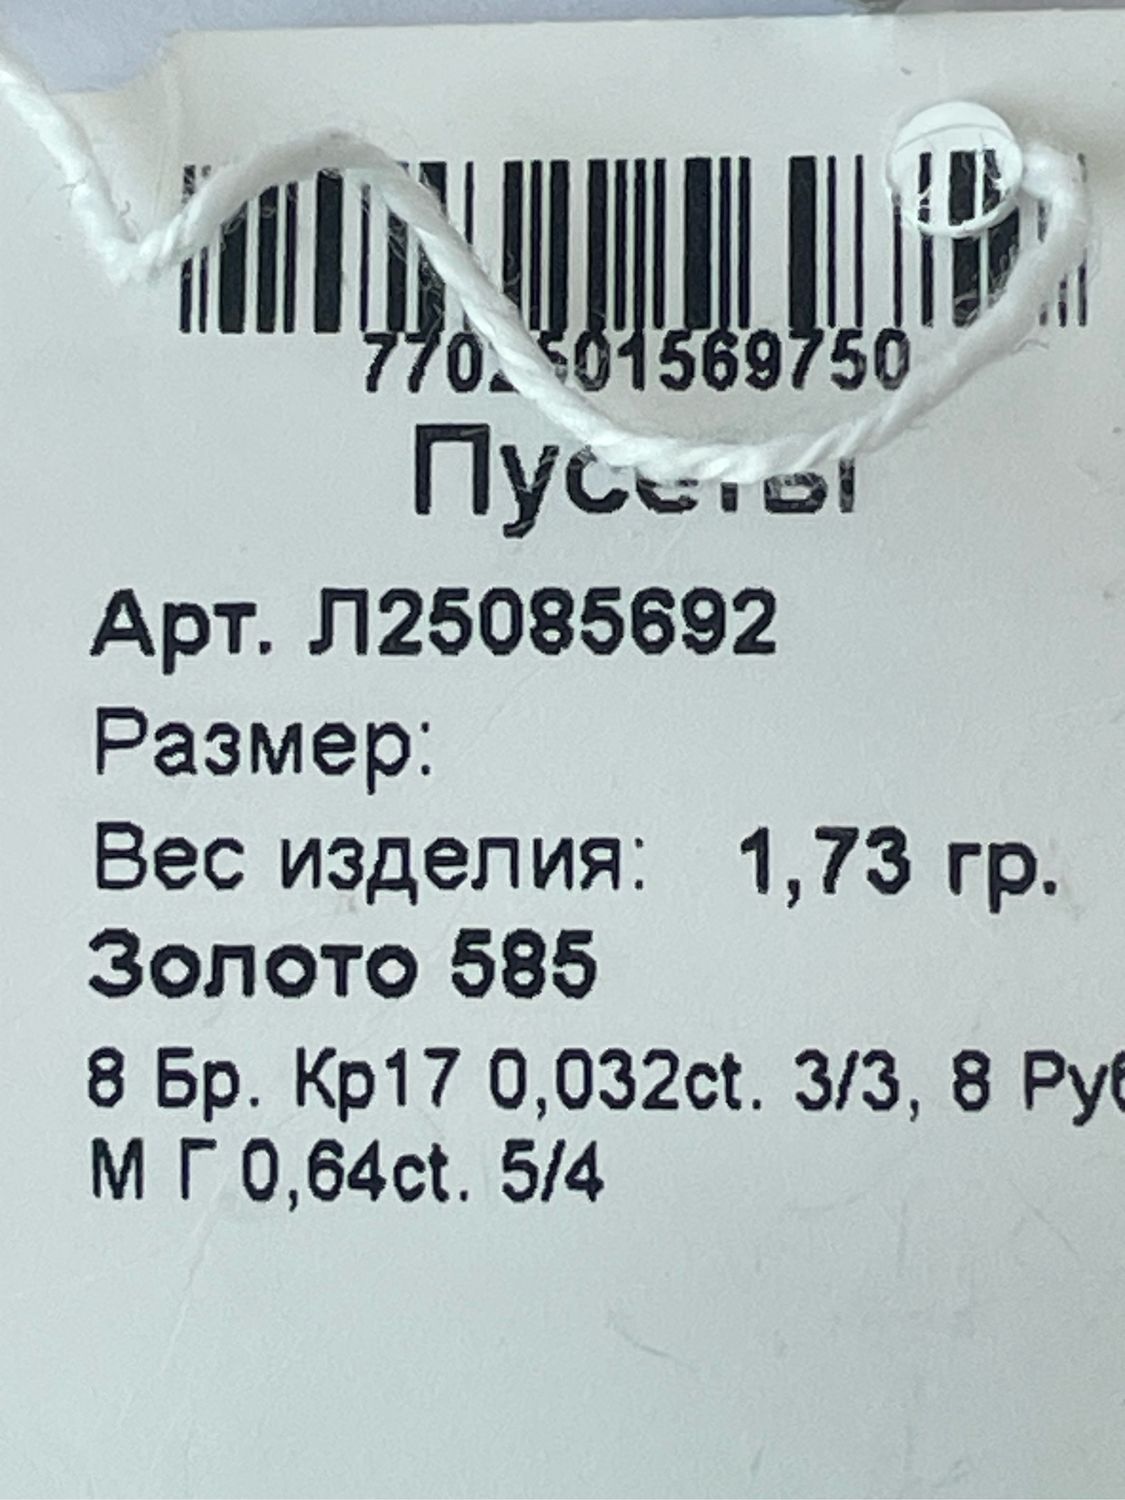 Пусеты
Арт. Л25085692
Размер:
Вес изделия: 1,73 гр.
Золото 585
8 Бр. Кр17 0,032ct. 3/3, 8 Руб
М Г 0,64ct. 5/4